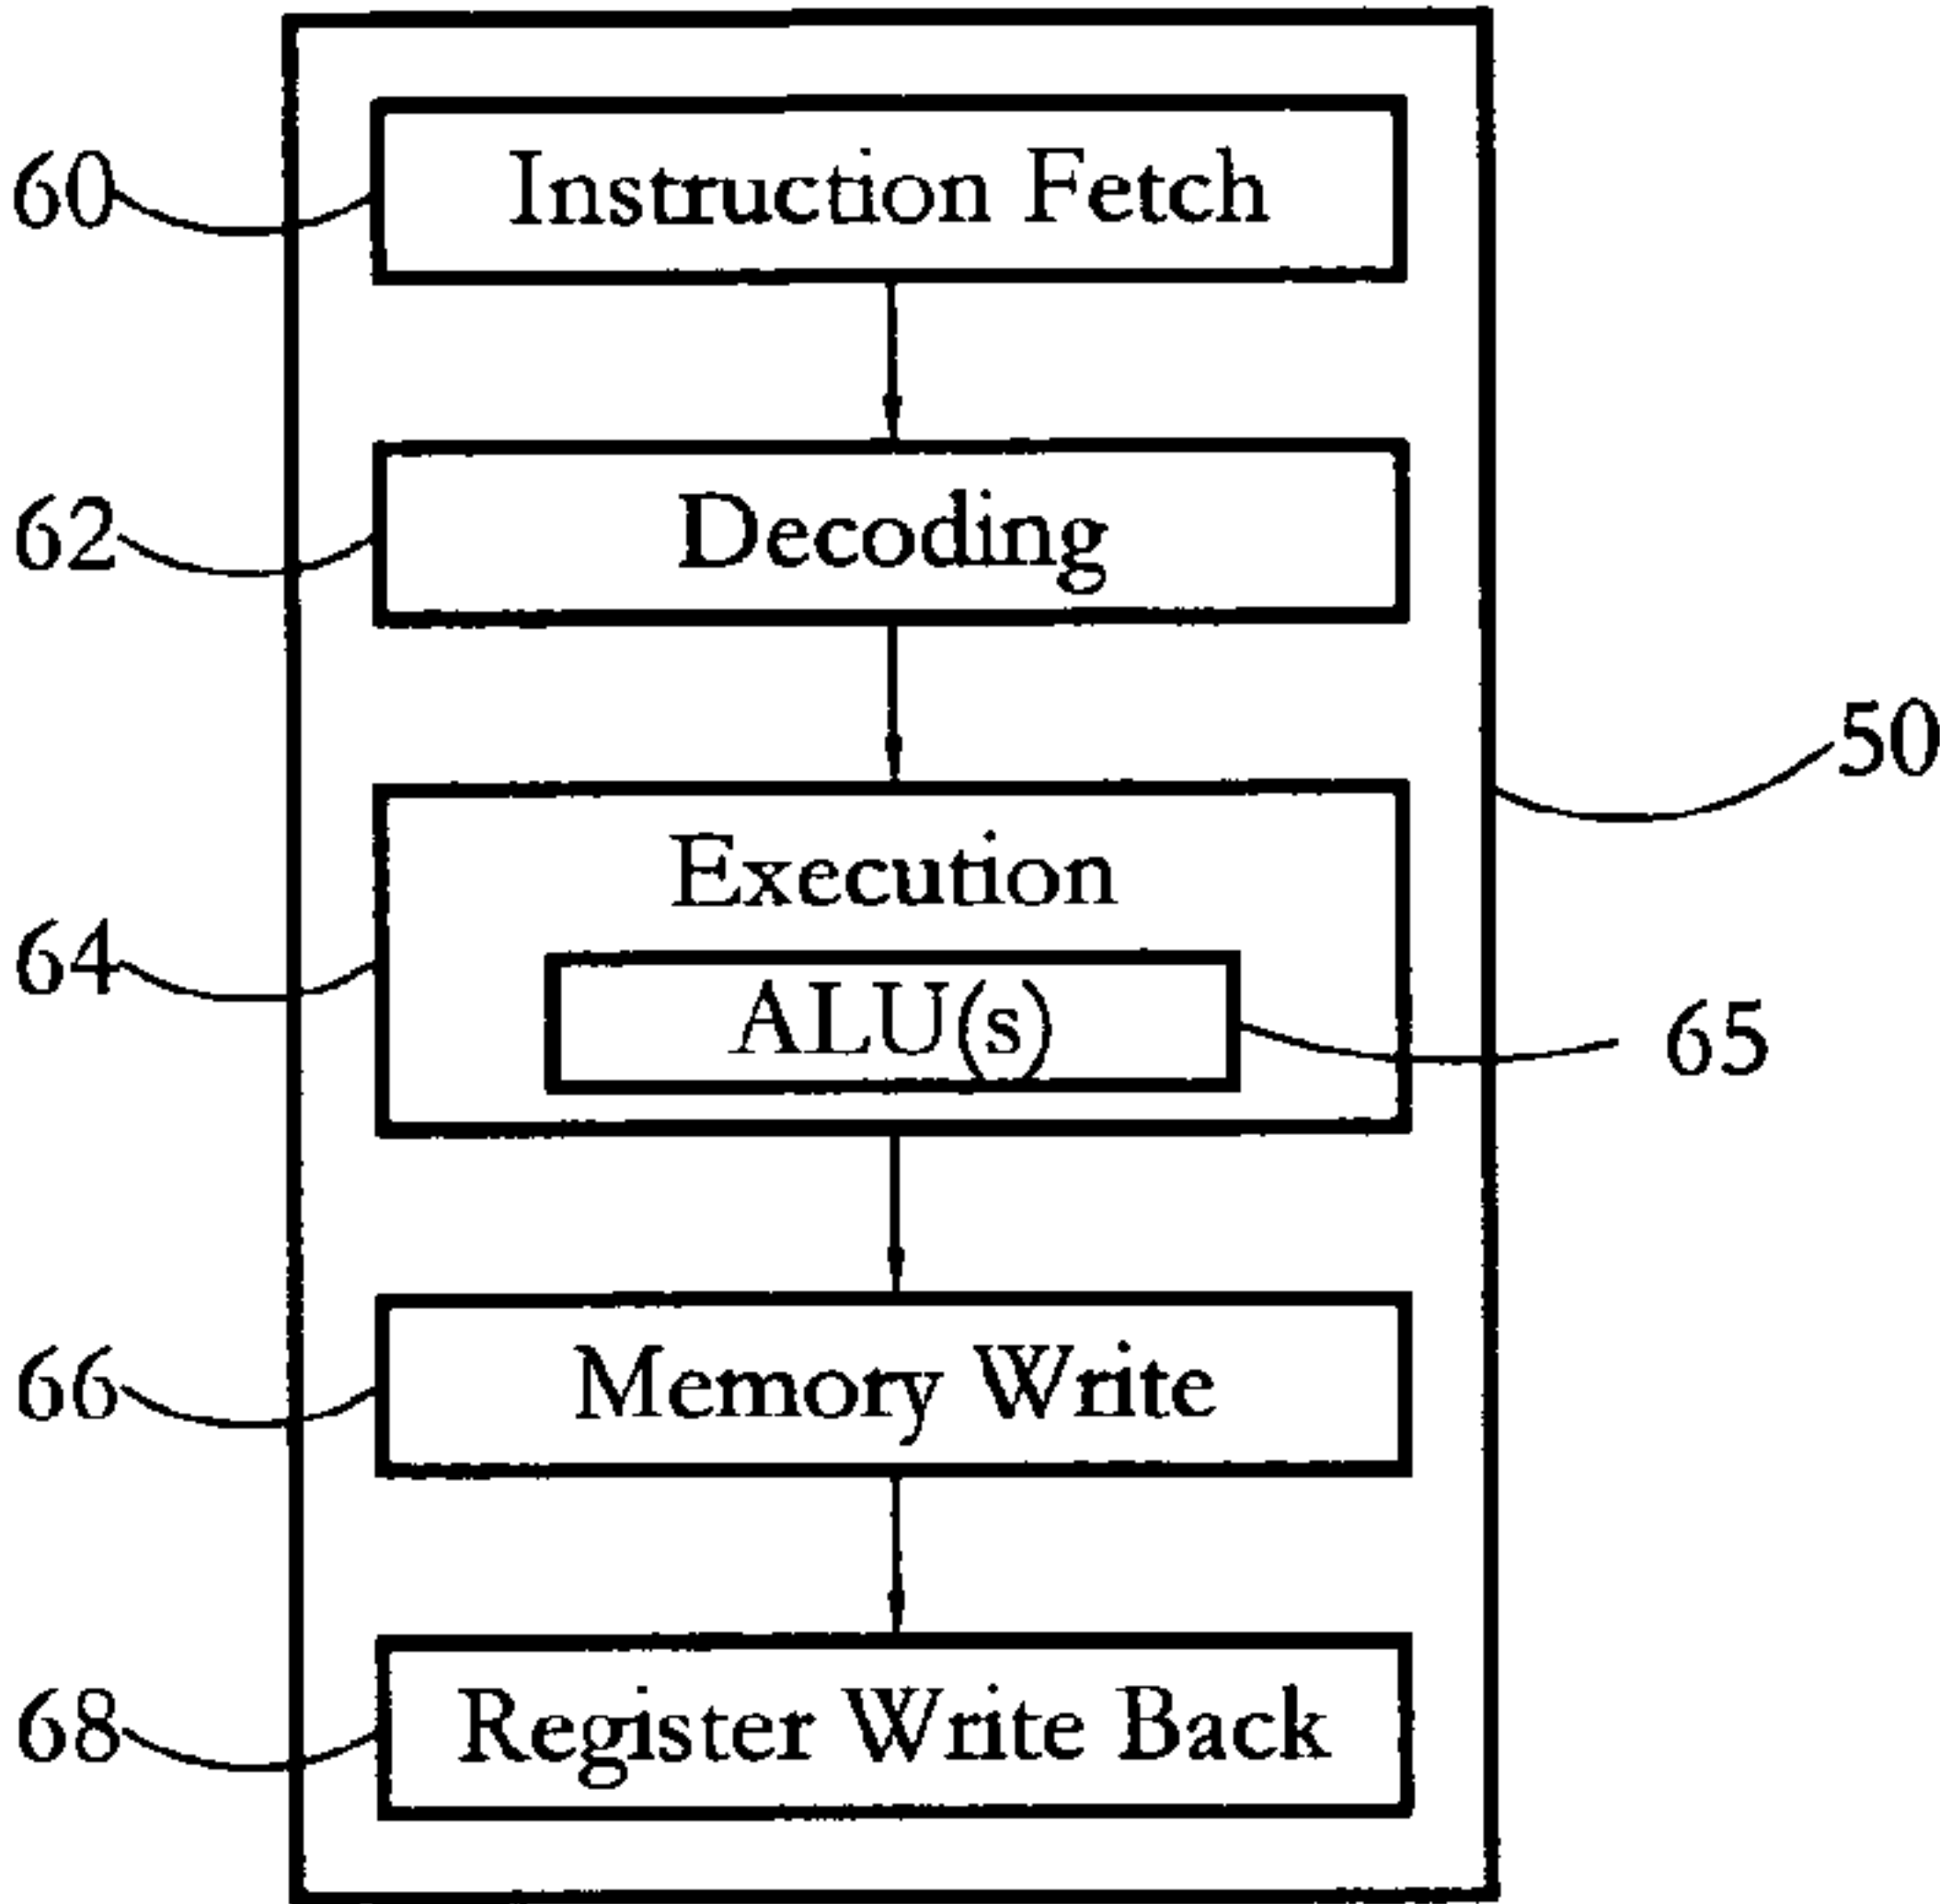 60
Instruction Fetch
62
Decoding
50
Execution
64
ALU(s)
65
66
Memory Write
68
Register Write Back